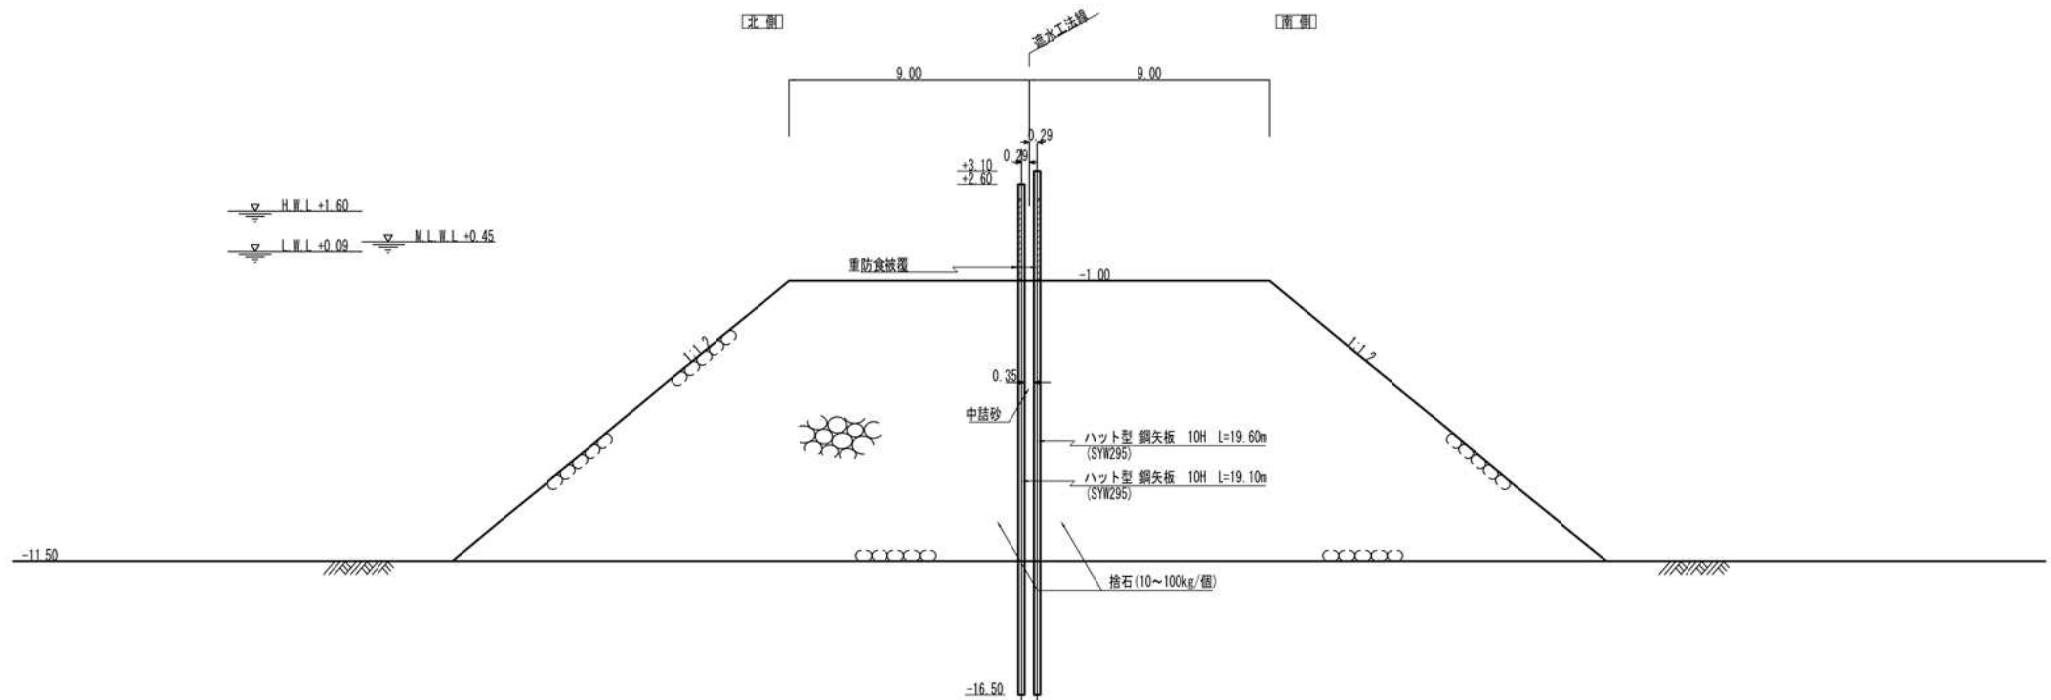 北 側
遮水工法線
南 側
9.00
9.00
0.29
0.29
+3.10
+2.60
H.W.L +1.60
M.L.W.L +0.45
L.W.L +0.09
重防食被覆
-1.00
1:1.2
1:1.2
0.35
中詰砂
ハット型 鋼矢板 10H L=19.60m
(SYW295)
ハット型 鋼矢板 10H L=19.10m
(SYW295)
-11.50
捨石(10～100kg/個)
-16.50